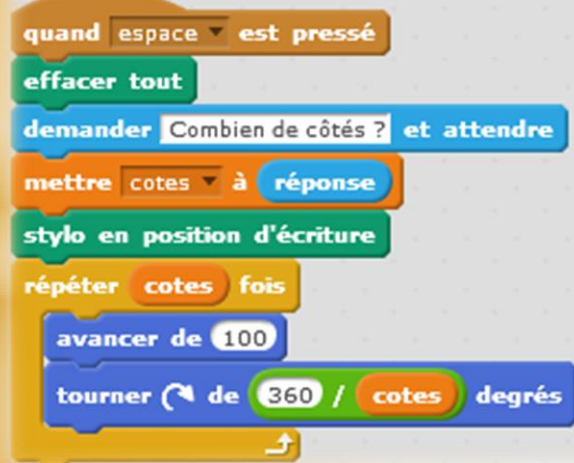 quand espace est pressé
effacer tout
demander Combien de côtés ? et attendre
mettre cotes à réponse
stylo en position d'écriture
répéter cotes fois
avancer de 100
tourner de 360 / cotes degrés